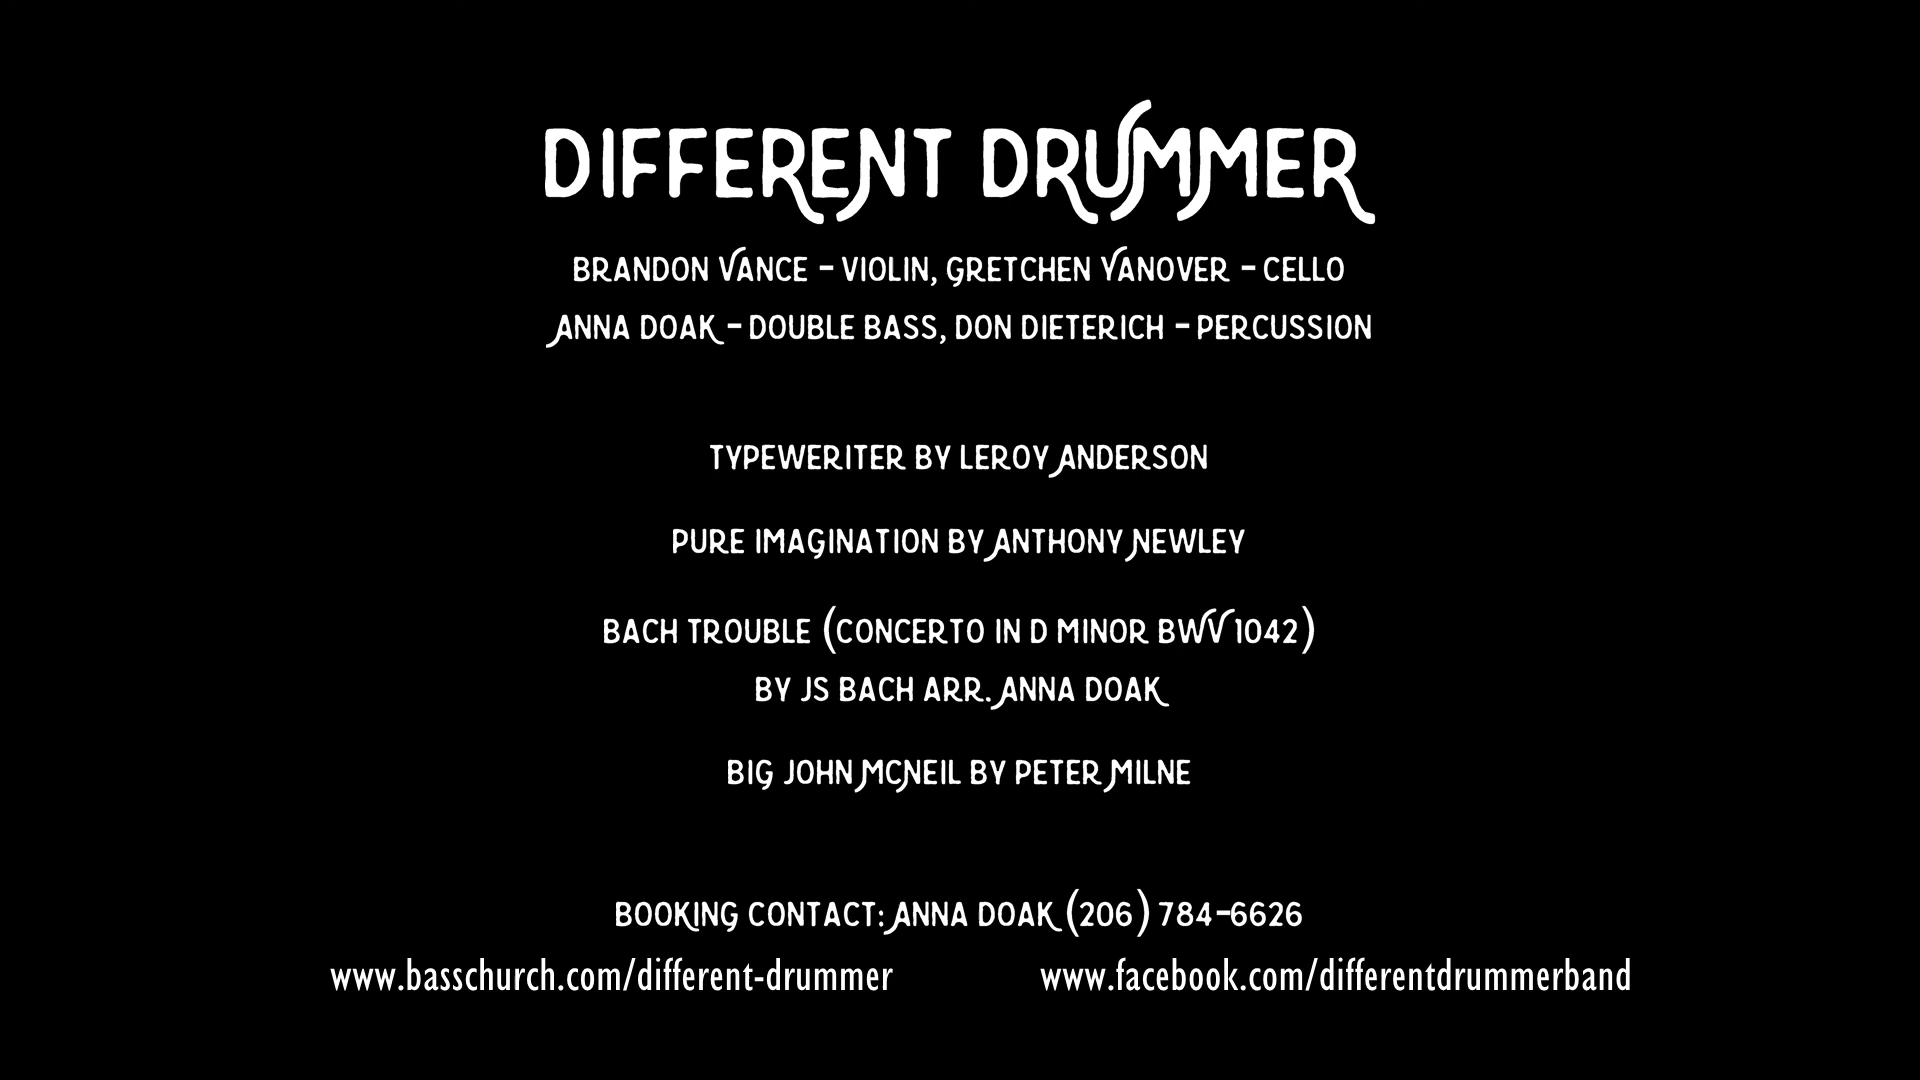 DIFFERENT DRUMMER
BRANDON VANCE - VIOLIN, GRETCHEN YANOVER - CELLO
ANNA DOAK - DOUBLE BASS, DON DIETERICH - PERCUSSION
TYPEWERITER BY LEROY ANDERSON
PURE IMAGINATION BY ANTHONY NEWLEY
BACH TROUBLE (CONCERTO IN D MINOR BWV 1042)
BY JS BACH ARR. ANNA DOAK
BIG JOHN MCNEIL BY PETER MILNE
BOOKING CONTACT: ANNA DOAK (206) 784-6626
www.basschurch.com/different-drummer
www.facebook.com/differentdrummerband